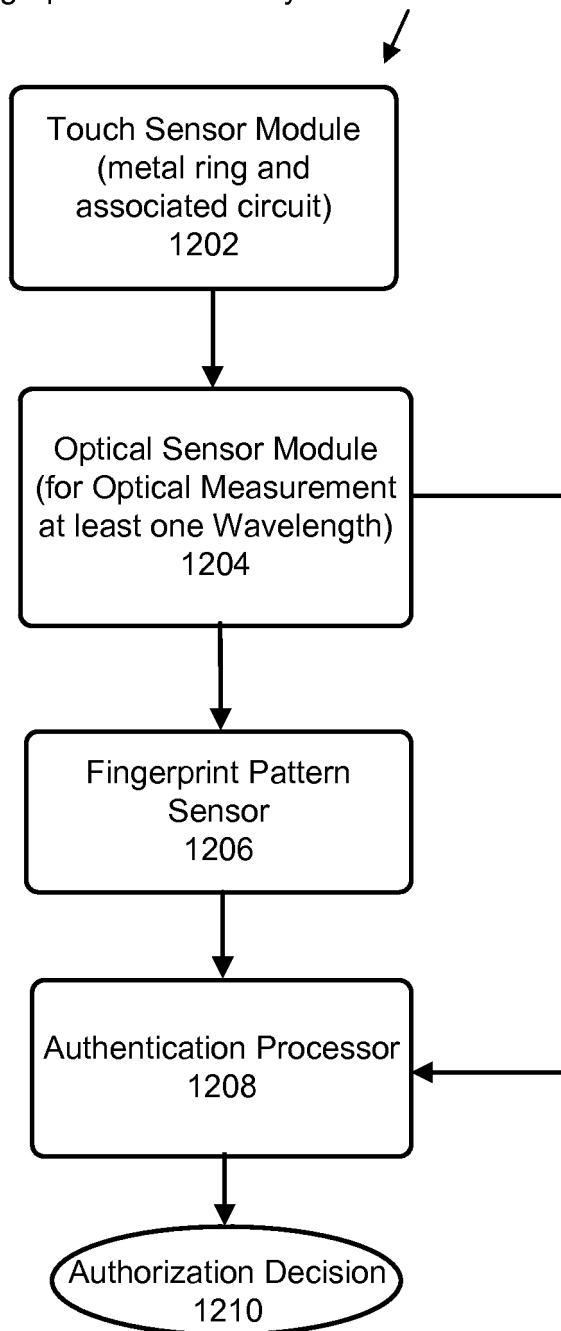 Touch Sensor Module
(metal ring and
associated circuit)
1202
Optical Sensor Module
(for Optical Measurement
at least one Wavelength)
1204
Fingerprint Pattern
Sensor
1206
Authentication Processor
1208
Authorization Decision
1210